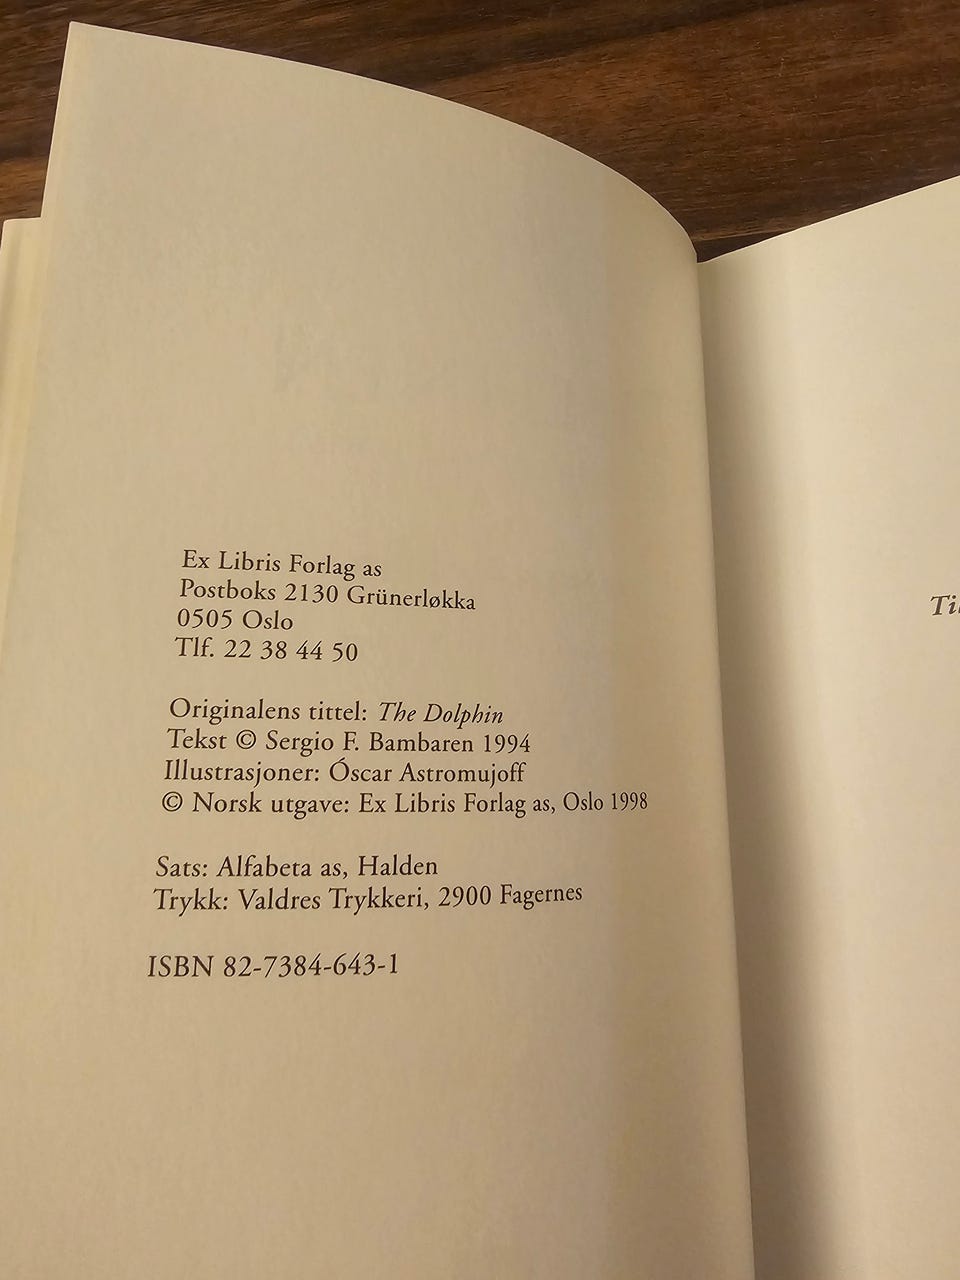 Ex Libris Forlag as
Postboks 2130 Grünerløkka
0505 Oslo
Tlf. 22 38 44 50
Originalens tittel: The Dolphin
Tekst © Sergio F. Bambaren 1994
Illustrasjoner: Óscar Astromujoff
© Norsk utgave: Ex Libris Forlag as, Oslo 1998
Sats: Alfabeta as, Halden
Trykk: Valdres Trykkeri, 2900 Fagernes
ISBN 82-7384-643-1